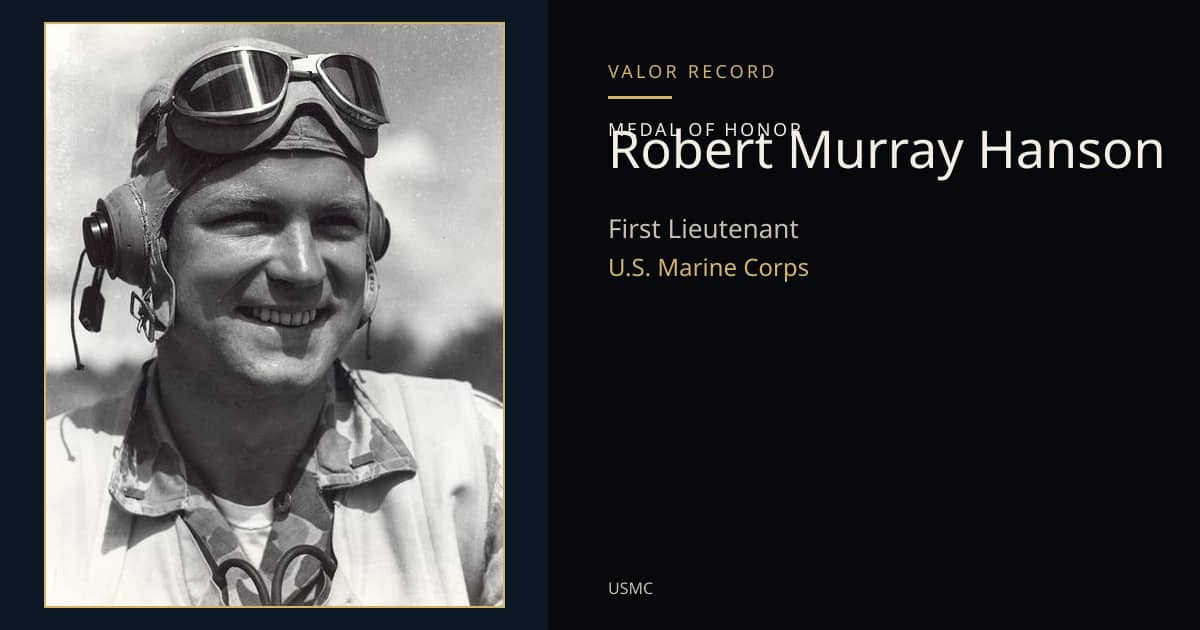 VALOR RECORD
MEDAL OF HONOR
Robert Murray Hanson
First Lieutenant
U.S. Marine Corps
USMC